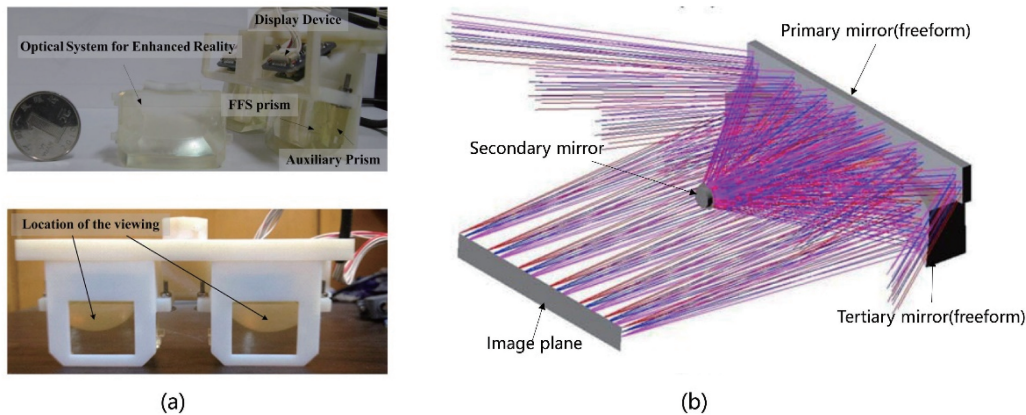 Display Device
Optical System for Enhanced Reality
FFS prism
Auxiliary Prism
Location of the viewing
(a)
Primary mirror(freeform)
Secondary mirror
Image plane
Tertiary mirror(freeform)
(b)